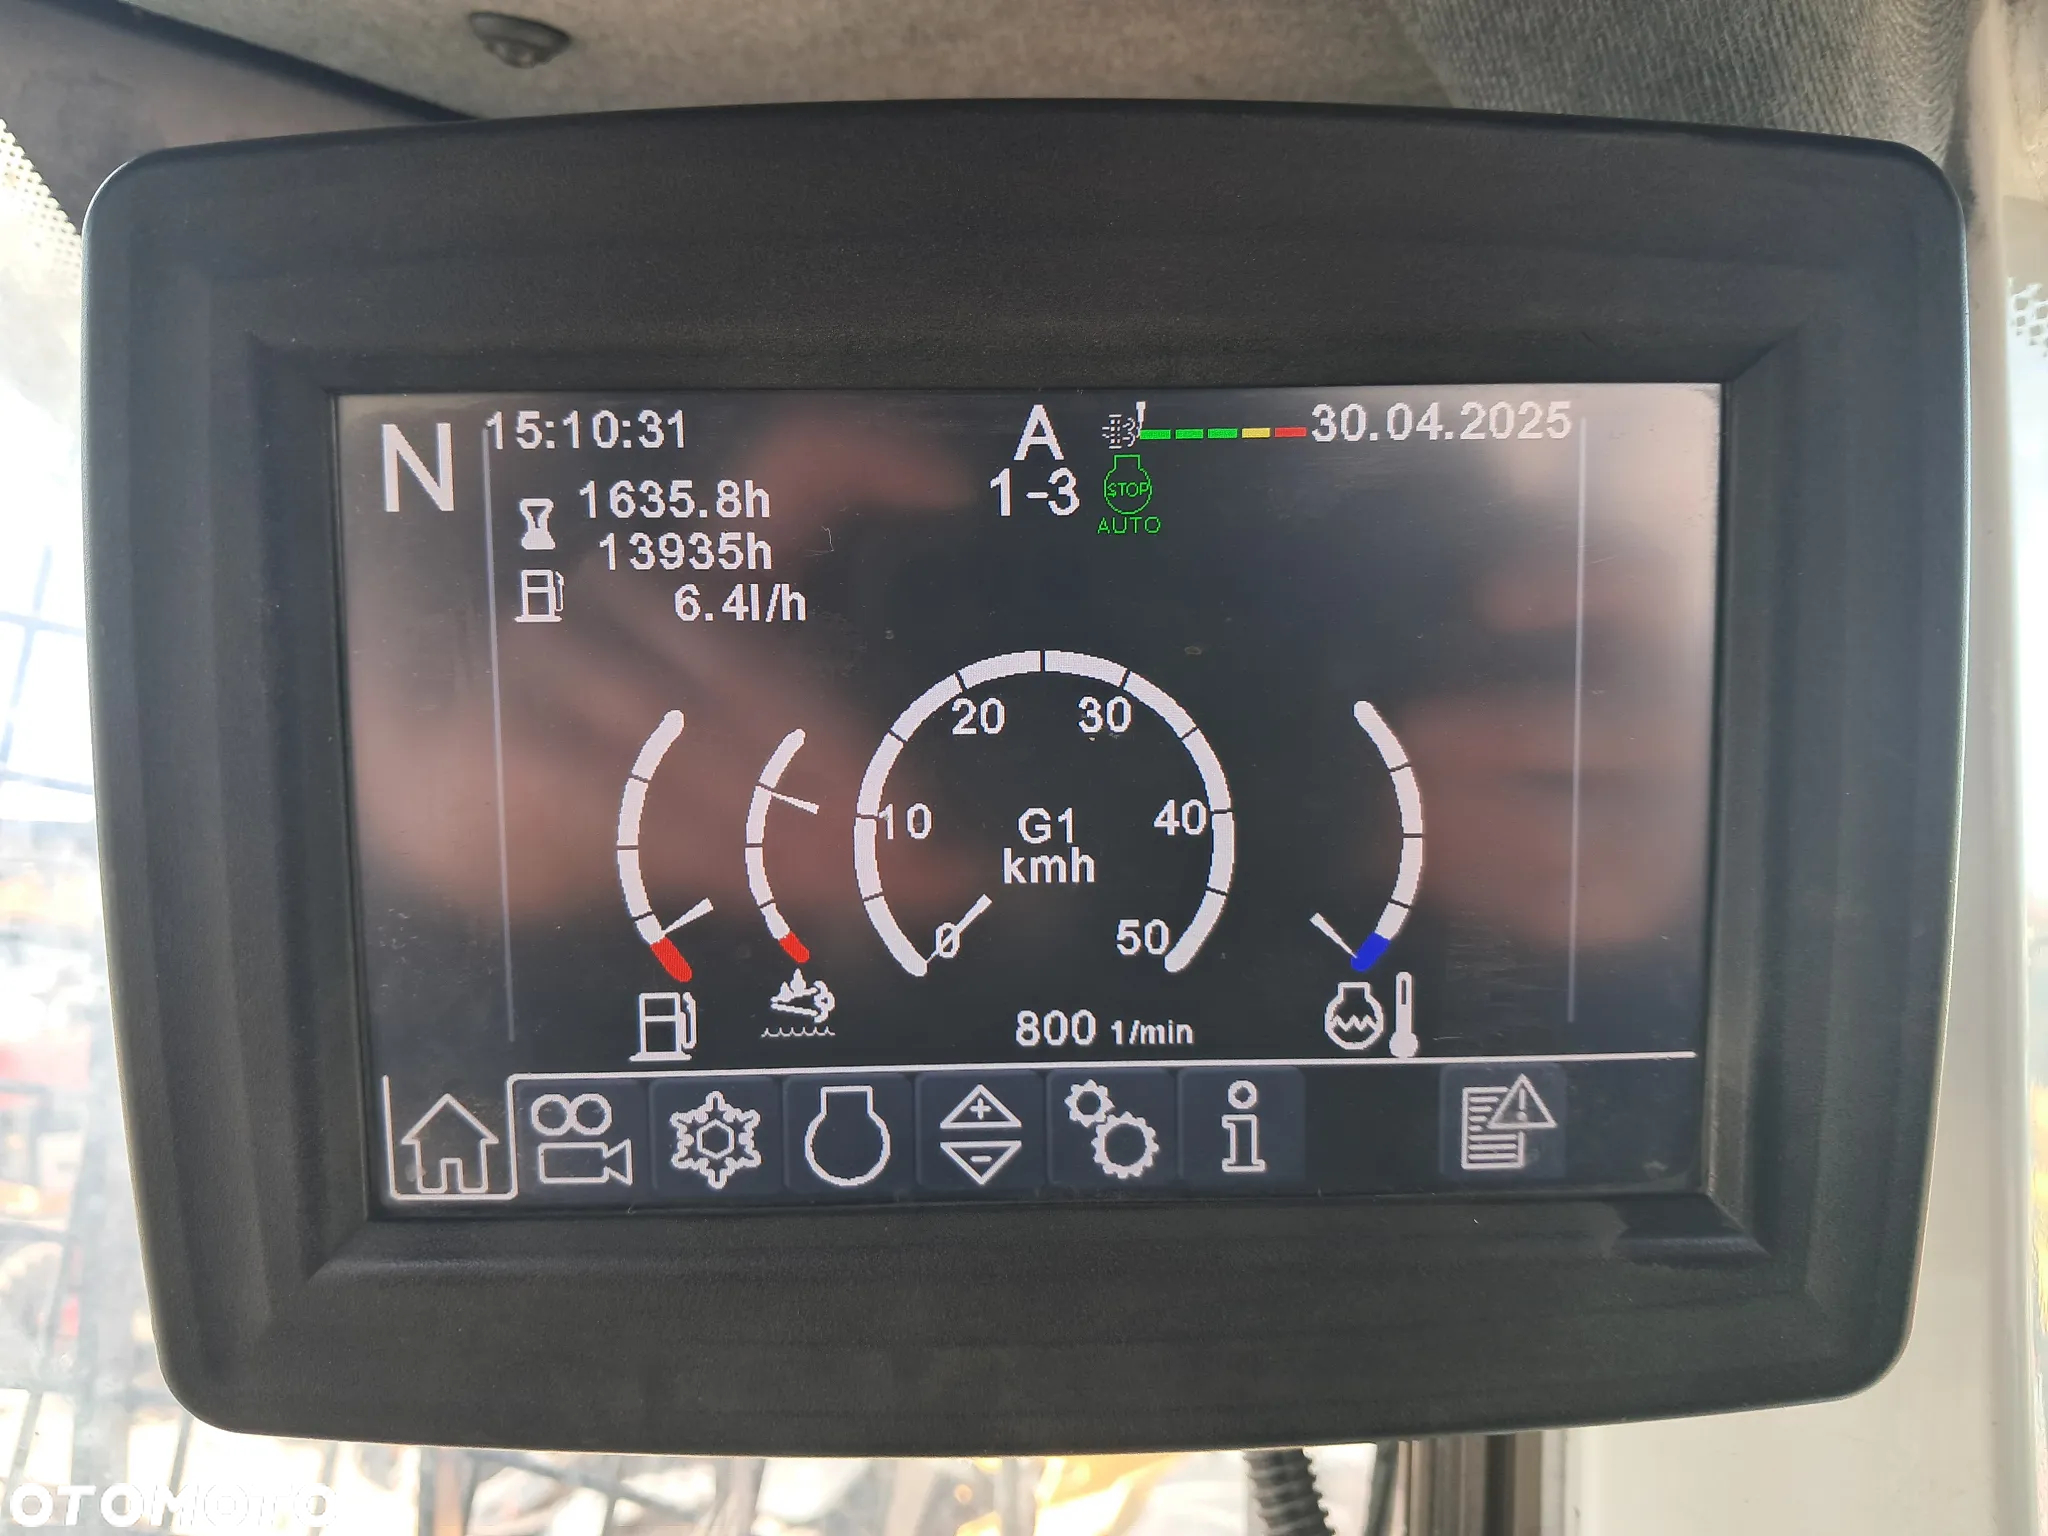 N
15:10:31
A
30.04.2025
1635.8h
1-3
STOP
AUTO
13935h
6.4l/h
20
30
10
G1
40
kmh
0
50
800 1/min
OTOMOTO